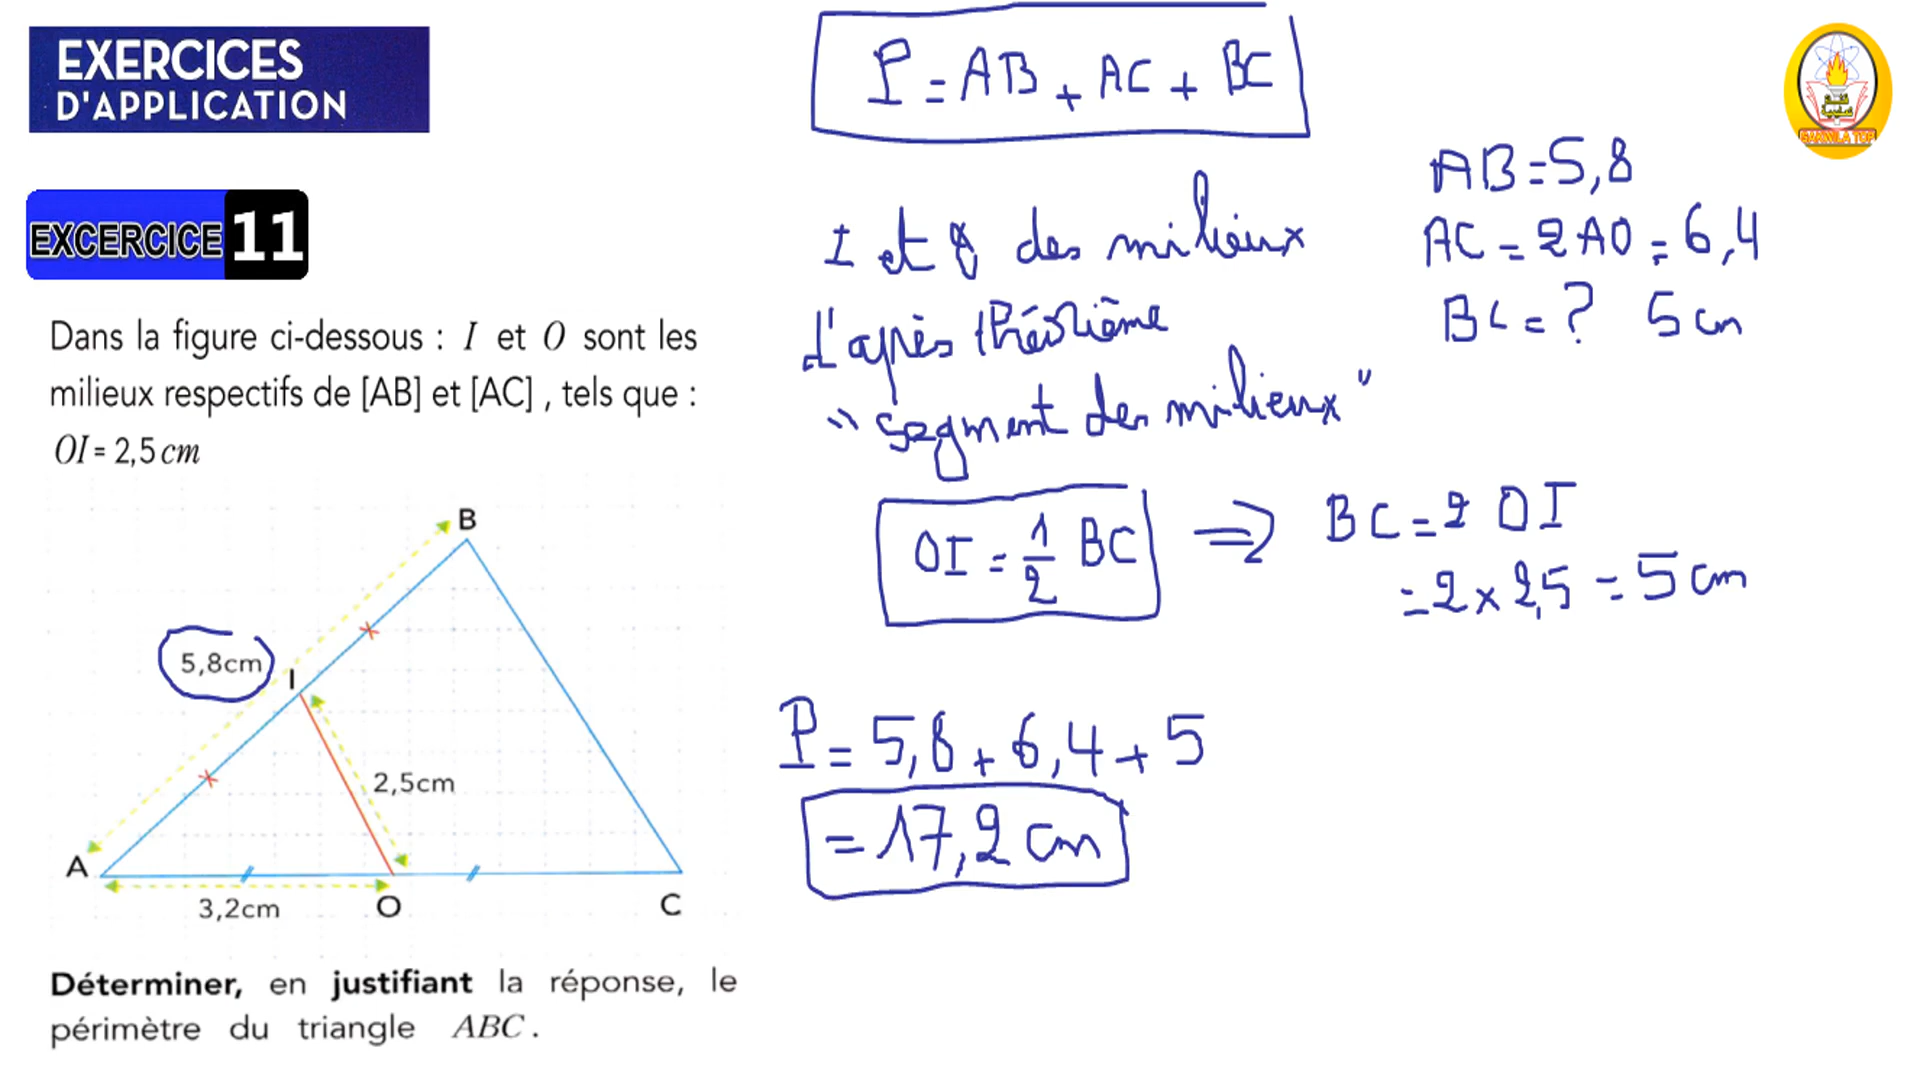 EXERCICES
D'APPLICATION
EXCERCICE 11
Dans la figure ci-dessous : I et O sont les
milieux respectifs de [AB] et [AC] , tels que :
OI = 2,5 cm
B
5,8cm
I
2,5cm
A
3,2cm
O
C
Déterminer, en justifiant la réponse, le
périmètre du triangle ABC .
P = AB + AC + BC
I et O des milieux
d'après théorème
"segment des milieux"
OI = 1/2 BC ⇒ BC = 2 OI
= 2 × 2,5 = 5 cm
AB = 5,8
AC = 2AO = 6,4
BC = ? 5 cm
P = 5,8 + 6,4 + 5
= 17,2 cm